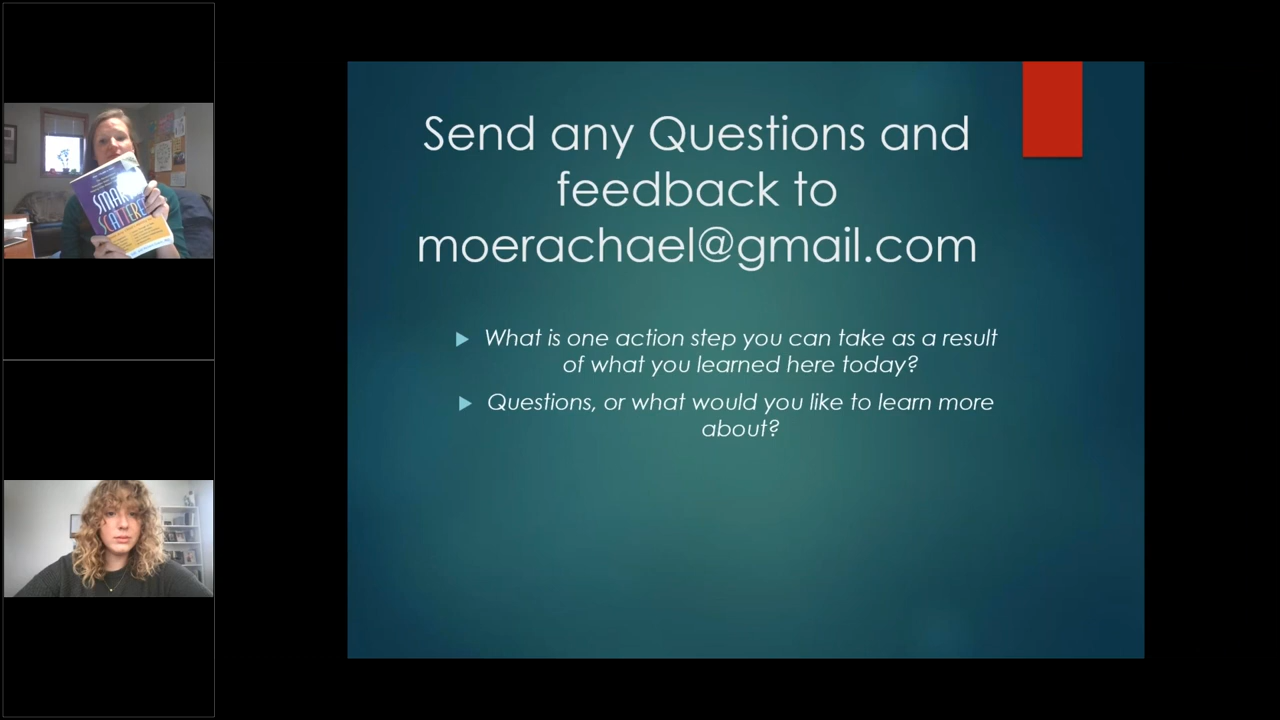 SMART
SCATTERED
Send any Questions and
feedback to
moerachael@gmail.com
What is one action step you can take as a result
of what you learned here today?
Questions, or what would you like to learn more
about?